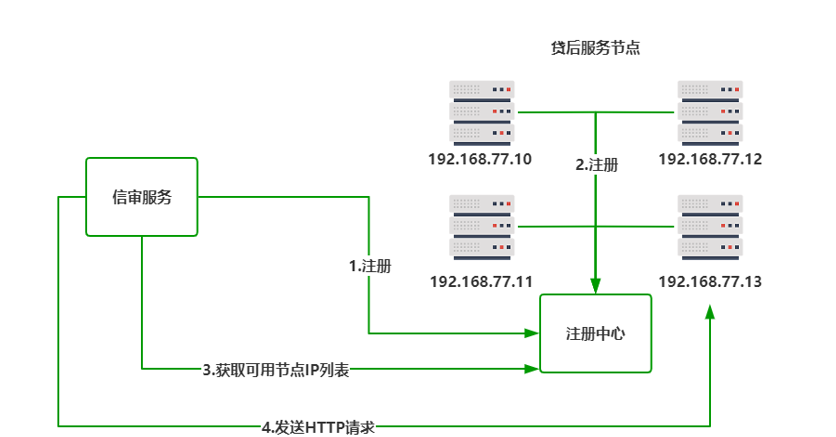 贷后服务节点
192.168.77.10
192.168.77.12
2.注册
信审服务
1.注册
192.168.77.11
192.168.77.13
注册中心
3.获取可用节点IP列表
4.发送HTTP请求